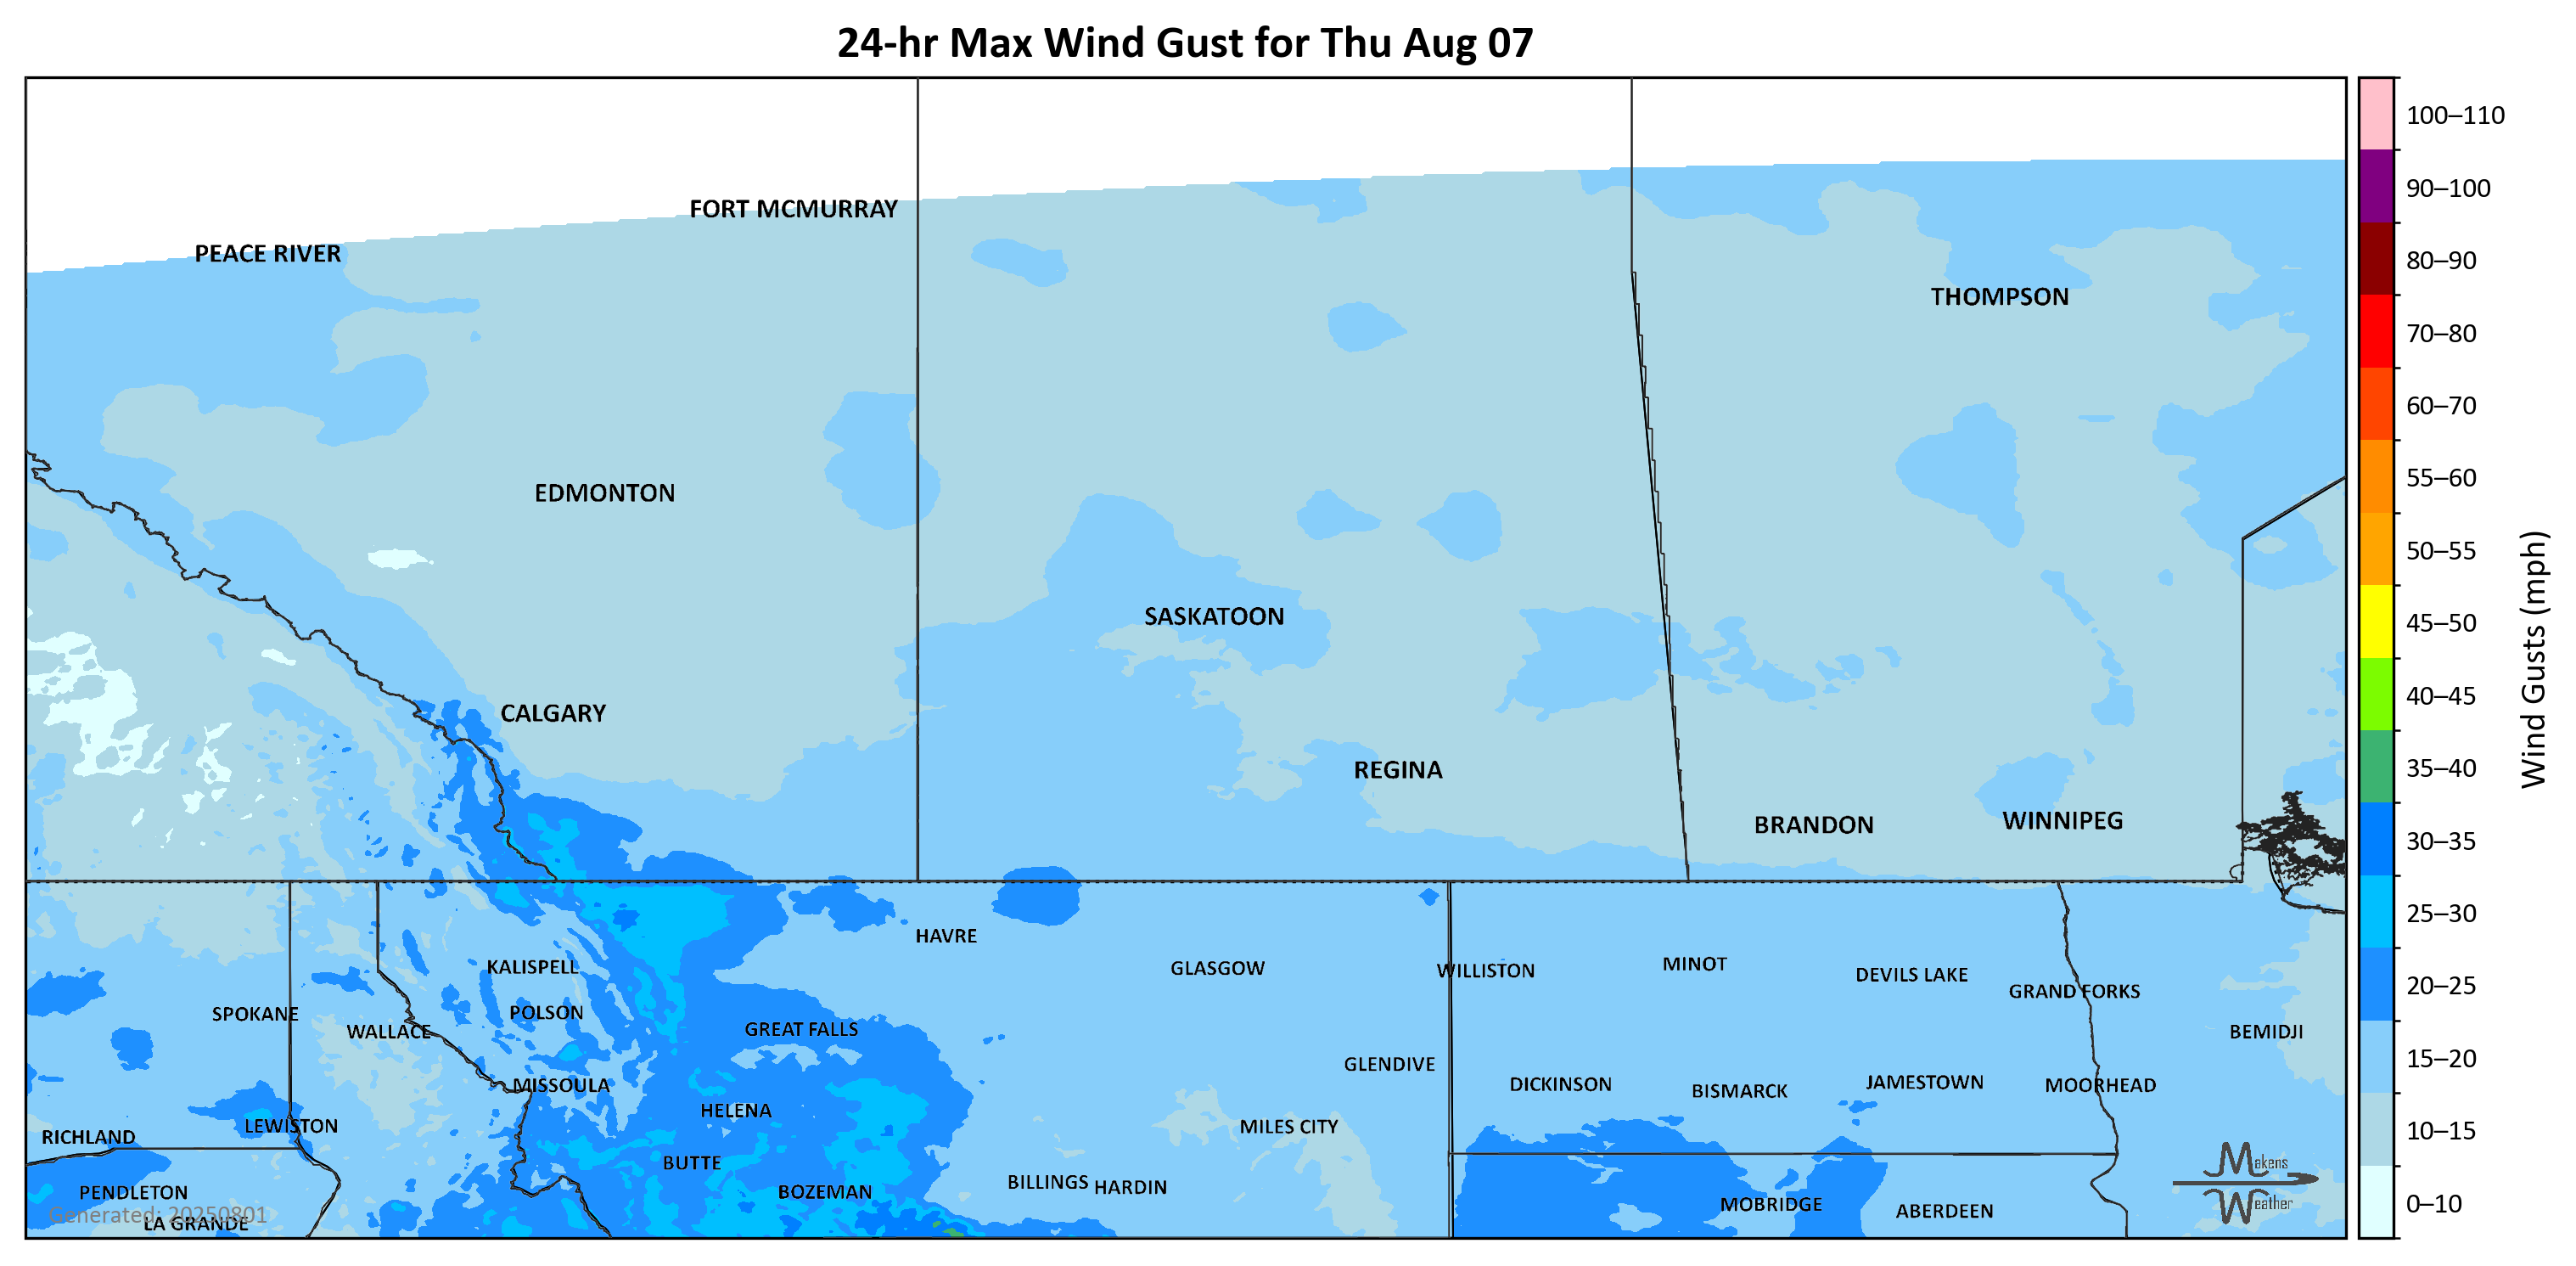 24-hr Max Wind Gust for Thu Aug 07
100–110
90–100
80–90
70–80
60–70
55–60
50–55
45–50
40–45
35–40
30–35
25–30
20–25
15–20
10–15
0–10
Wind Gusts (mph)
FORT MCMURRAY
PEACE RIVER
THOMPSON
EDMONTON
SASKATOON
CALGARY
REGINA
BRANDON
WINNIPEG
HAVRE
KALISPELL
GLASGOW
WILLISTON
MINOT
DEVILS LAKE
GRAND FORKS
SPOKANE
POLSON
WALLACE
GREAT FALLS
BEMIDJI
GLENDIVE
MISSOULA
DICKINSON
BISMARCK
JAMESTOWN
MOORHEAD
HELENA
LEWISTON
MILES CITY
RICHLAND
BUTTE
BOZEMAN
BILLINGS
HARDIN
PENDLETON
MOBRIDGE
ABERDEEN
LA GRANDE
Generated: 20250801
Makens
Weather